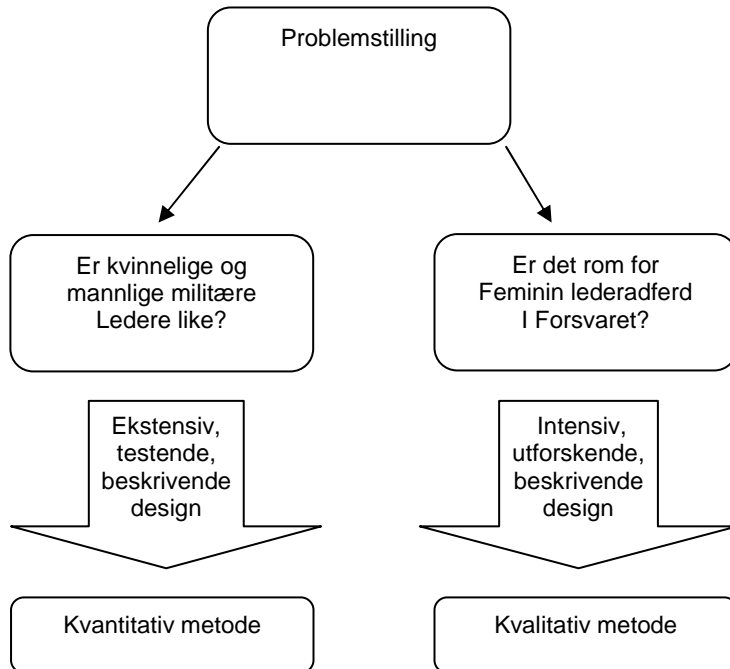 Problemstilling
Er kvinnelige og
mannlige militære
Ledere like?
Er det rom for
Feminin lederadferd
I Forsvaret?
Ekstensiv,
testende,
beskrivende
design
Intensiv,
utforskende,
beskrivende
design
Kvantitativ metode
Kvalitativ metode